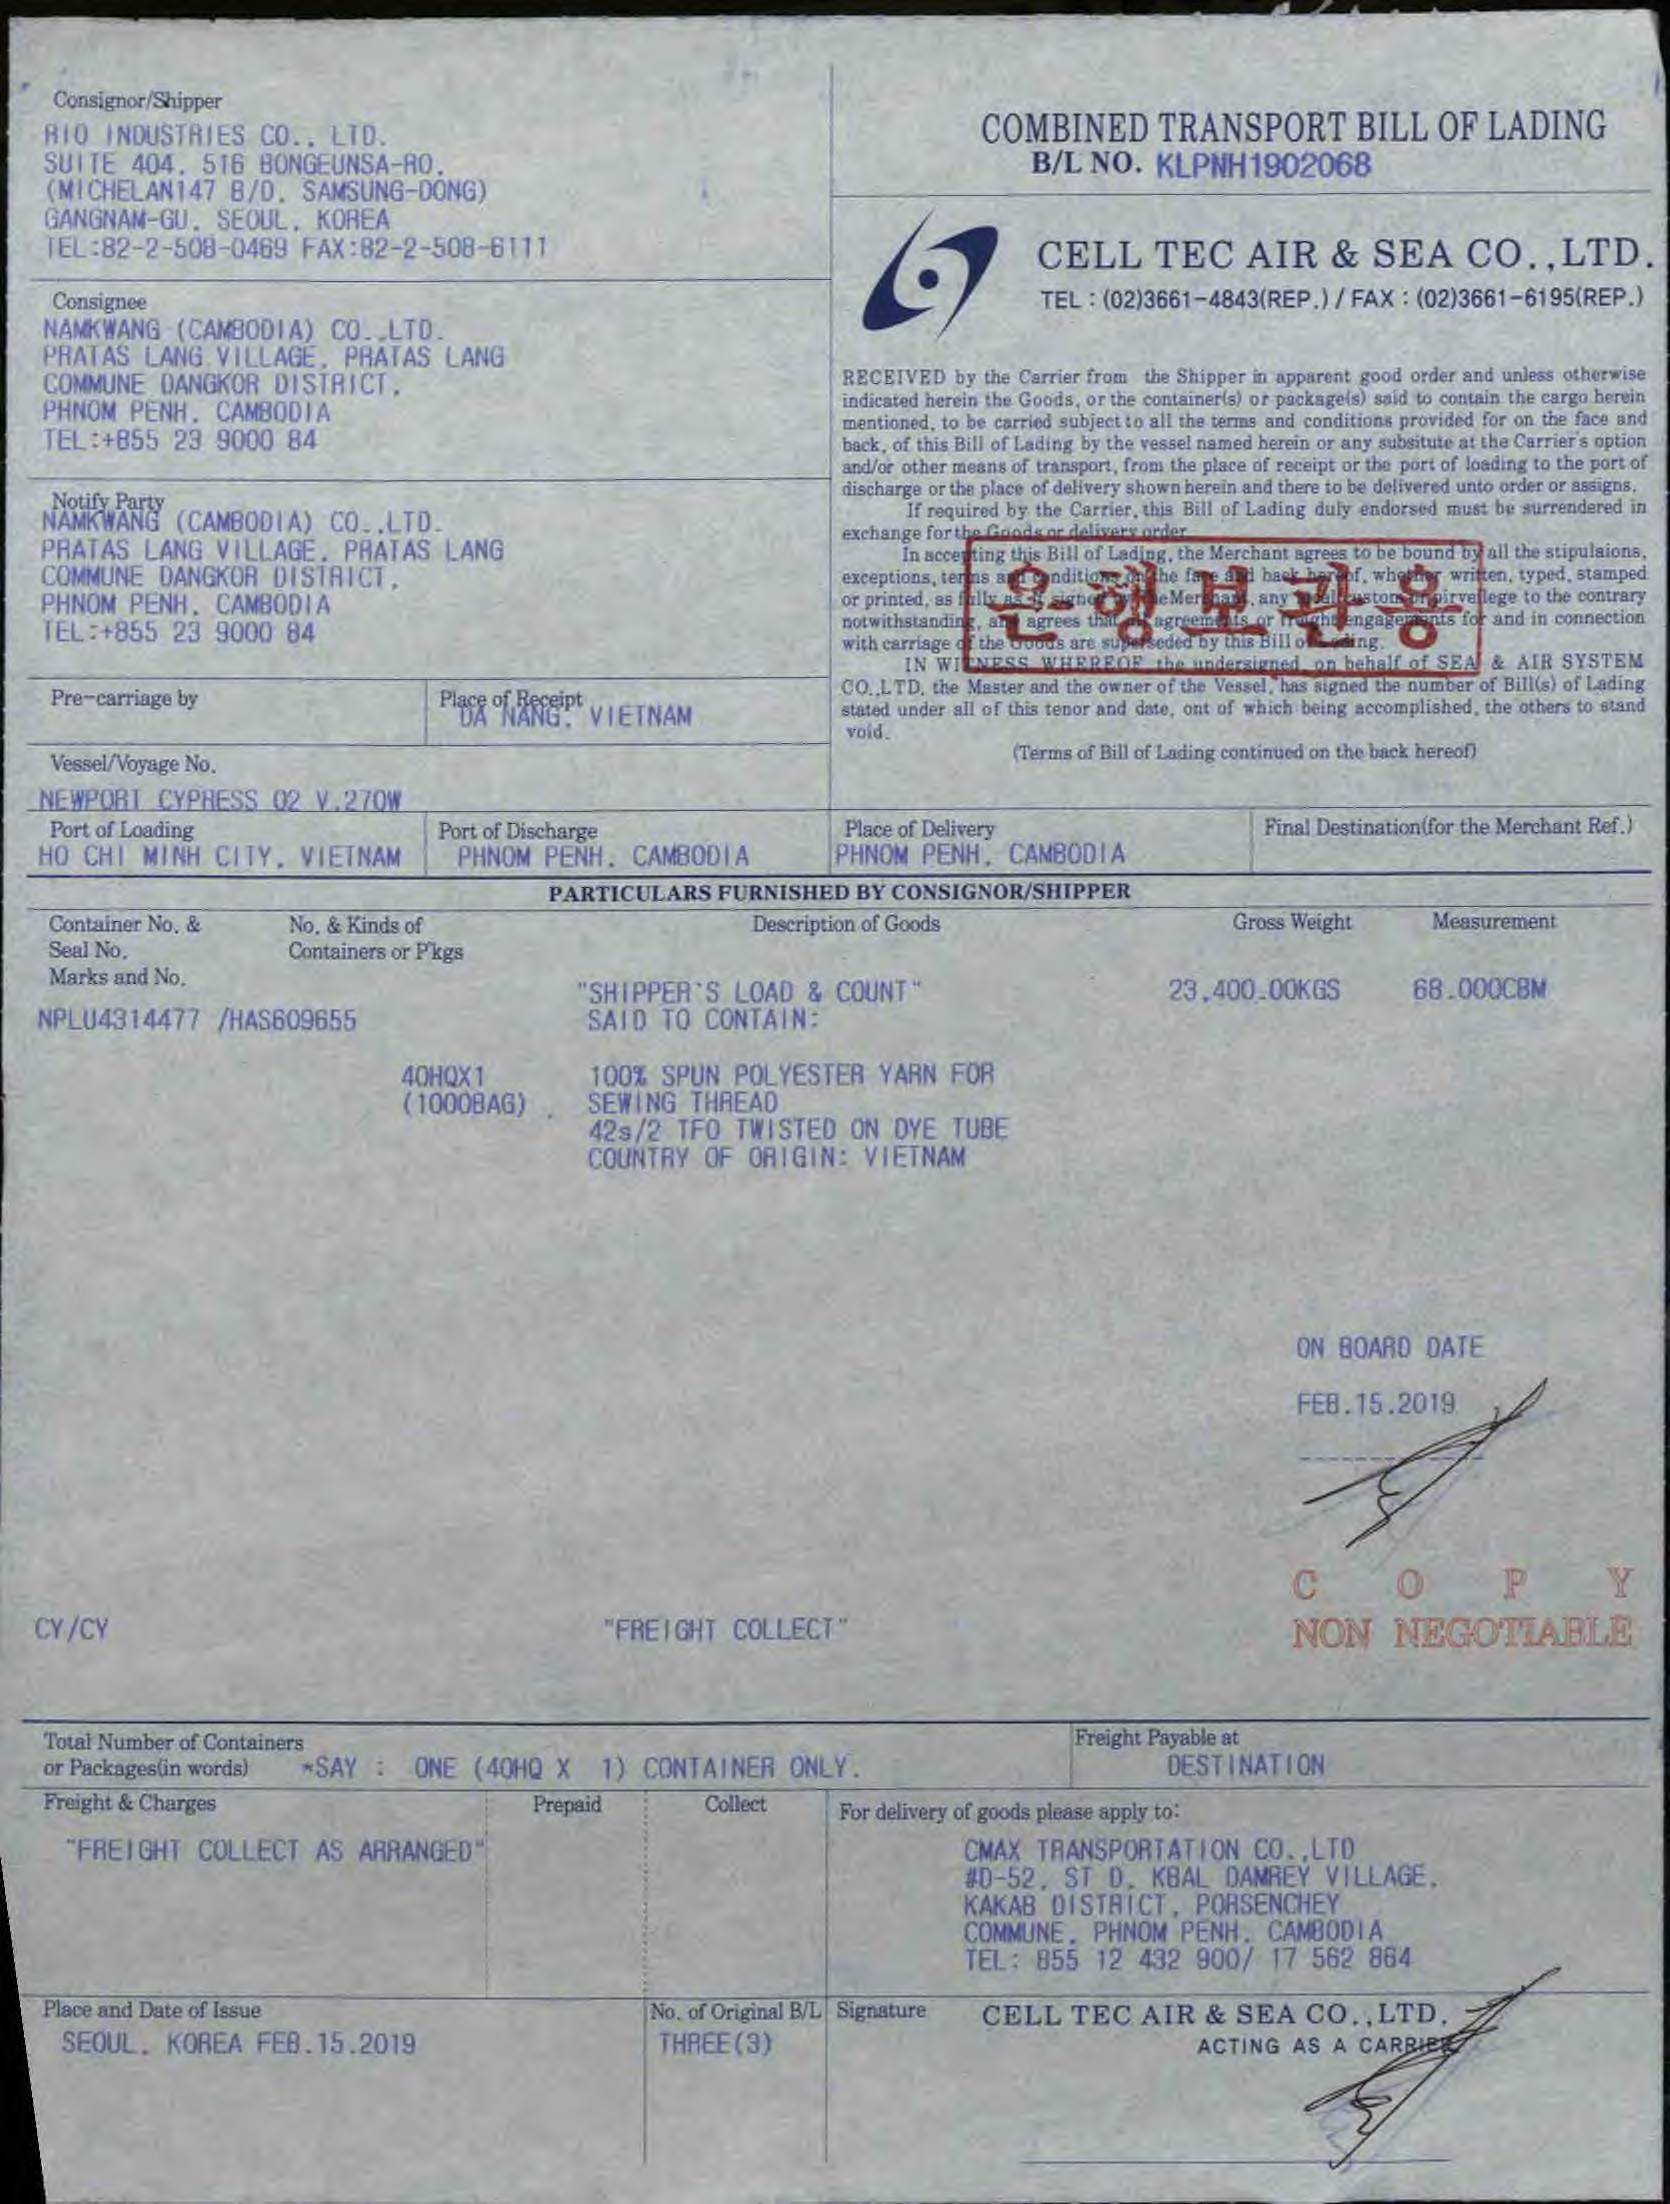 Consignor/Shipper
RIO INDUSTRIES CO., LTD.
SUITE 404, 516 BONGEUNSA-RO,
(MICHELAN147 B/D, SAMSUNG-DONG)
GANGNAM-GU, SEOUL, KOREA
TEL:82-2-508-0469 FAX:82-2-508-6111
COMBINED TRANSPORT BILL OF LADING
B/L NO. KLPNH1902068
CELL TEC AIR & SEA CO.,LTD.
TEL : (02)3661-4843(REP.) / FAX : (02)3661-6195(REP.)
Consignee
NAMKWANG (CAMBODIA) CO.,LTD.
PRATAS LANG VILLAGE, PRATAS LANG
COMMUNE DANGKOR DISTRICT,
PHNOM PENH, CAMBODIA
TEL:+855 23 9000 84
Notify Party
NAMKWANG (CAMBODIA) CO.,LTD.
PRATAS LANG VILLAGE, PRATAS LANG
COMMUNE DANGKOR DISTRICT,
PHNOM PENH, CAMBODIA
TEL:+855 23 9000 84
RECEIVED by the Carrier from the Shipper in apparent good order and unless otherwise
indicated herein the Goods, or the container(s) or package(s) said to contain the cargo herein
mentioned, to be carried subject to all the terms and conditions provided for on the face and
back, of this Bill of Lading by the vessel named herein or any subsitute at the Carrier's option
and/or other means of transport, from the place of receipt or the port of loading to the port of
discharge or the place of delivery shown herein and there to be delivered unto order or assigns.
If required by the Carrier, this Bill of Lading duly endorsed must be surrendered in
exchange for the Goods or delivery order
In accepting this Bill of Lading, the Merchant agrees to be bound by all the stipulaions,
exceptions, terms and conditions on the face and back hereof, whether written, typed, stamped
or printed, as fully as if signed by the Merchant, any local custom or pirvellege to the contrary
notwithstanding, and agrees that all agreements or freight engagements for and in connection
with carriage of the Goods are superseded by this Bill of Lading.
IN WITNESS WHEREOF the undersigned, on behalf of SEA & AIR SYSTEM
CO.,LTD, the Master and the owner of the Vessel, has signed the number of Bill(s) of Lading
stated under all of this tenor and date, ont of which being accomplished, the others to stand
void.
(Terms of Bill of Lading continued on the back hereof)
은행보관용
Pre-carriage by
Place of Receipt
DA NANG, VIETNAM
Vessel/Voyage No.
NEWPORT CYPRESS 02 V.270W
Port of Loading
HO CHI MINH CITY, VIETNAM
Port of Discharge
PHNOM PENH, CAMBODIA
Place of Delivery
PHNOM PENH, CAMBODIA
Final Destination(for the Merchant Ref.)
PARTICULARS FURNISHED BY CONSIGNOR/SHIPPER
Container No. &
Seal No.
Marks and No.
No. & Kinds of
Containers or P'kgs
Description of Goods
Gross Weight
Measurement
"SHIPPER'S LOAD & COUNT" 23,400.00KGS 68.000CBM
NPLU4314477 /HAS609655 SAID TO CONTAIN:
40HQX1 100% SPUN POLYESTER YARN FOR
(1000BAG) SEWING THREAD
42s/2 TFO TWISTED ON DYE TUBE
COUNTRY OF ORIGIN: VIETNAM
ON BOARD DATE
FEB.15.2019
C O P Y
NON NEGOTIABLE
CY/CY "FREIGHT COLLECT"
Total Number of Containers
or Packages(in words) *SAY : ONE (40HQ X 1) CONTAINER ONLY.
Freight Payable at
DESTINATION
Freight & Charges Prepaid Collect
"FREIGHT COLLECT AS ARRANGED"
For delivery of goods please apply to:
CMAX TRANSPORTATION CO.,LTD
#D-52, ST D, KBAL DAMREY VILLAGE,
KAKAB DISTRICT, PORSENCHEY
COMMUNE, PHNOM PENH, CAMBODIA
TEL: 855 12 432 900/ 17 562 864
Place and Date of Issue
SEOUL, KOREA FEB.15.2019
No. of Original B/L
THREE(3)
Signature CELL TEC AIR & SEA CO.,LTD.
ACTING AS A CARRIER